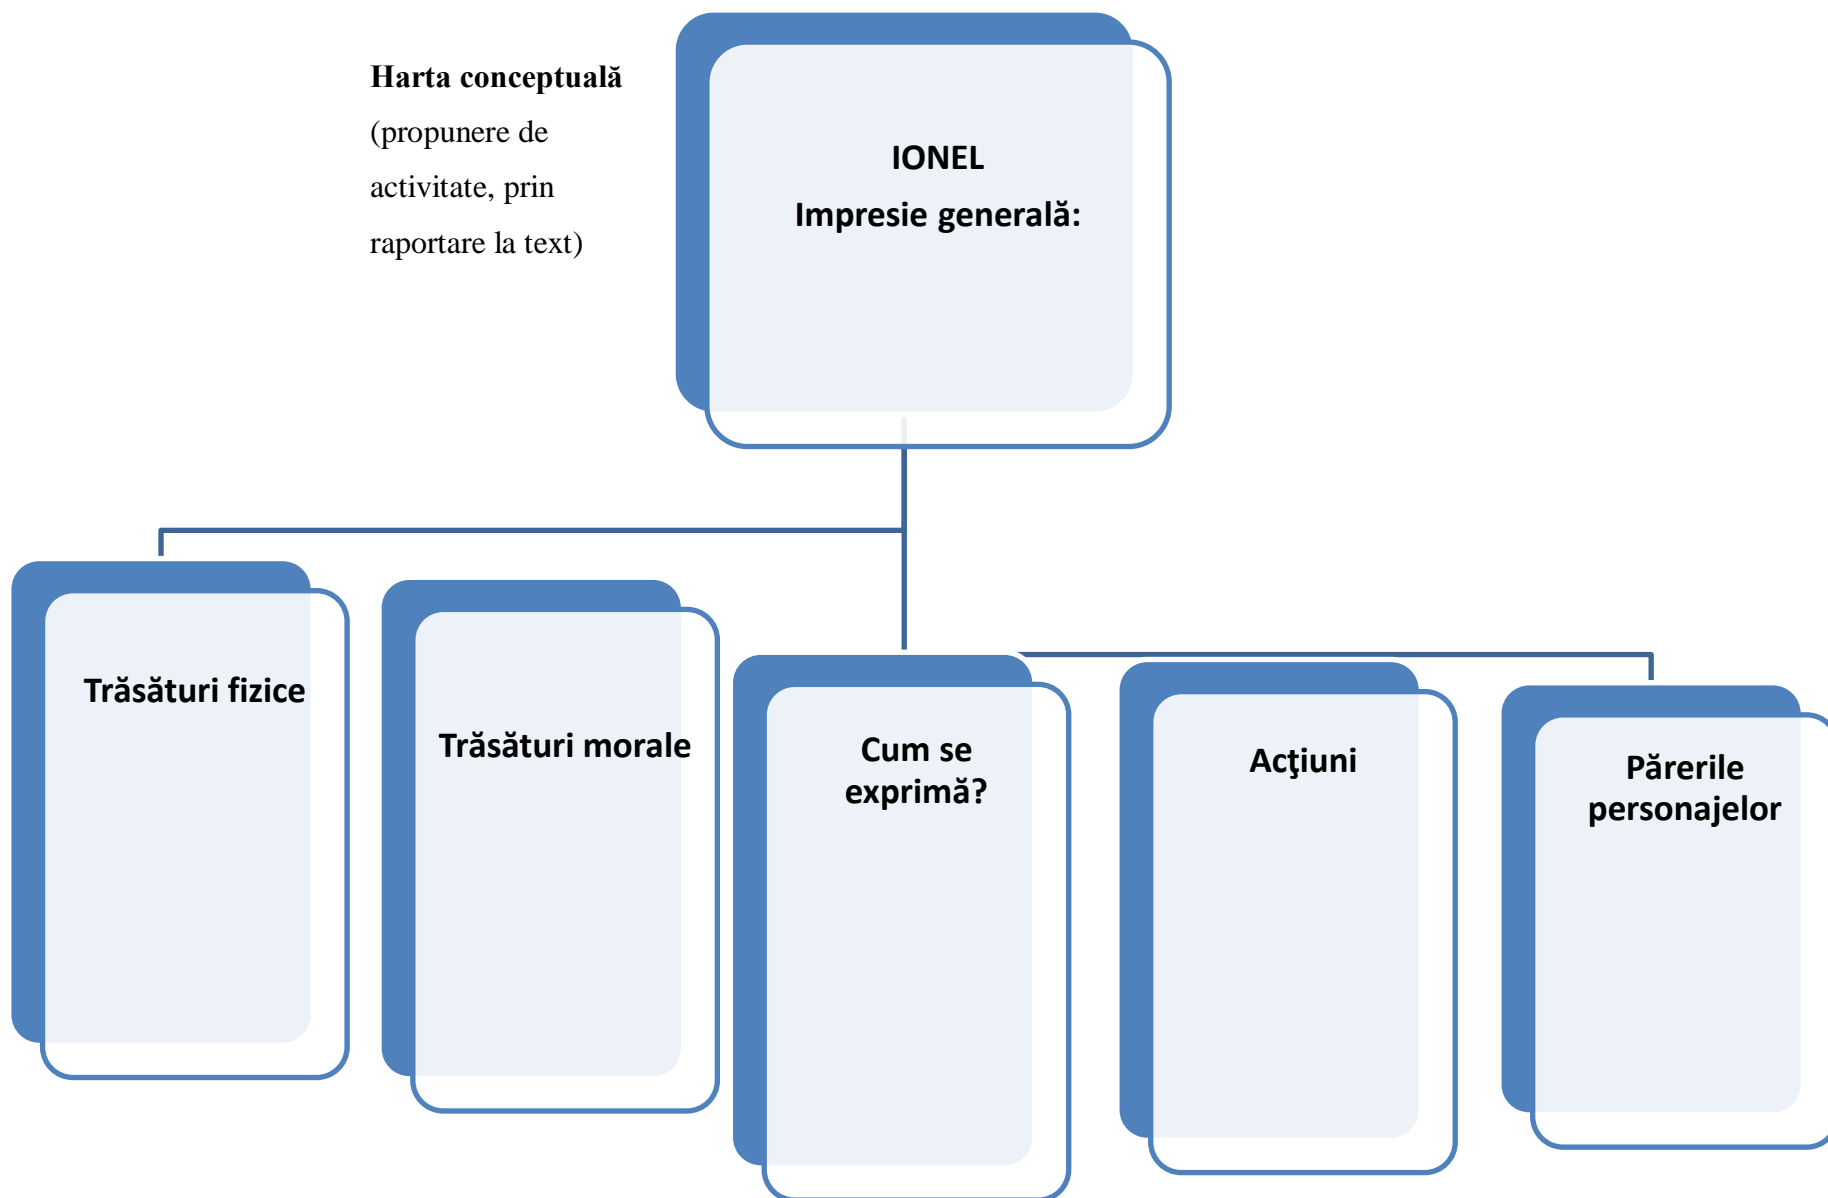 Harta conceptuală
(propunere de
activitate, prin
raportare la text)
IONEL
Impresie generală:
Trăsături fizice
Trăsături morale
Cum se
exprimă?
Acţiuni
Părerile
personajelor